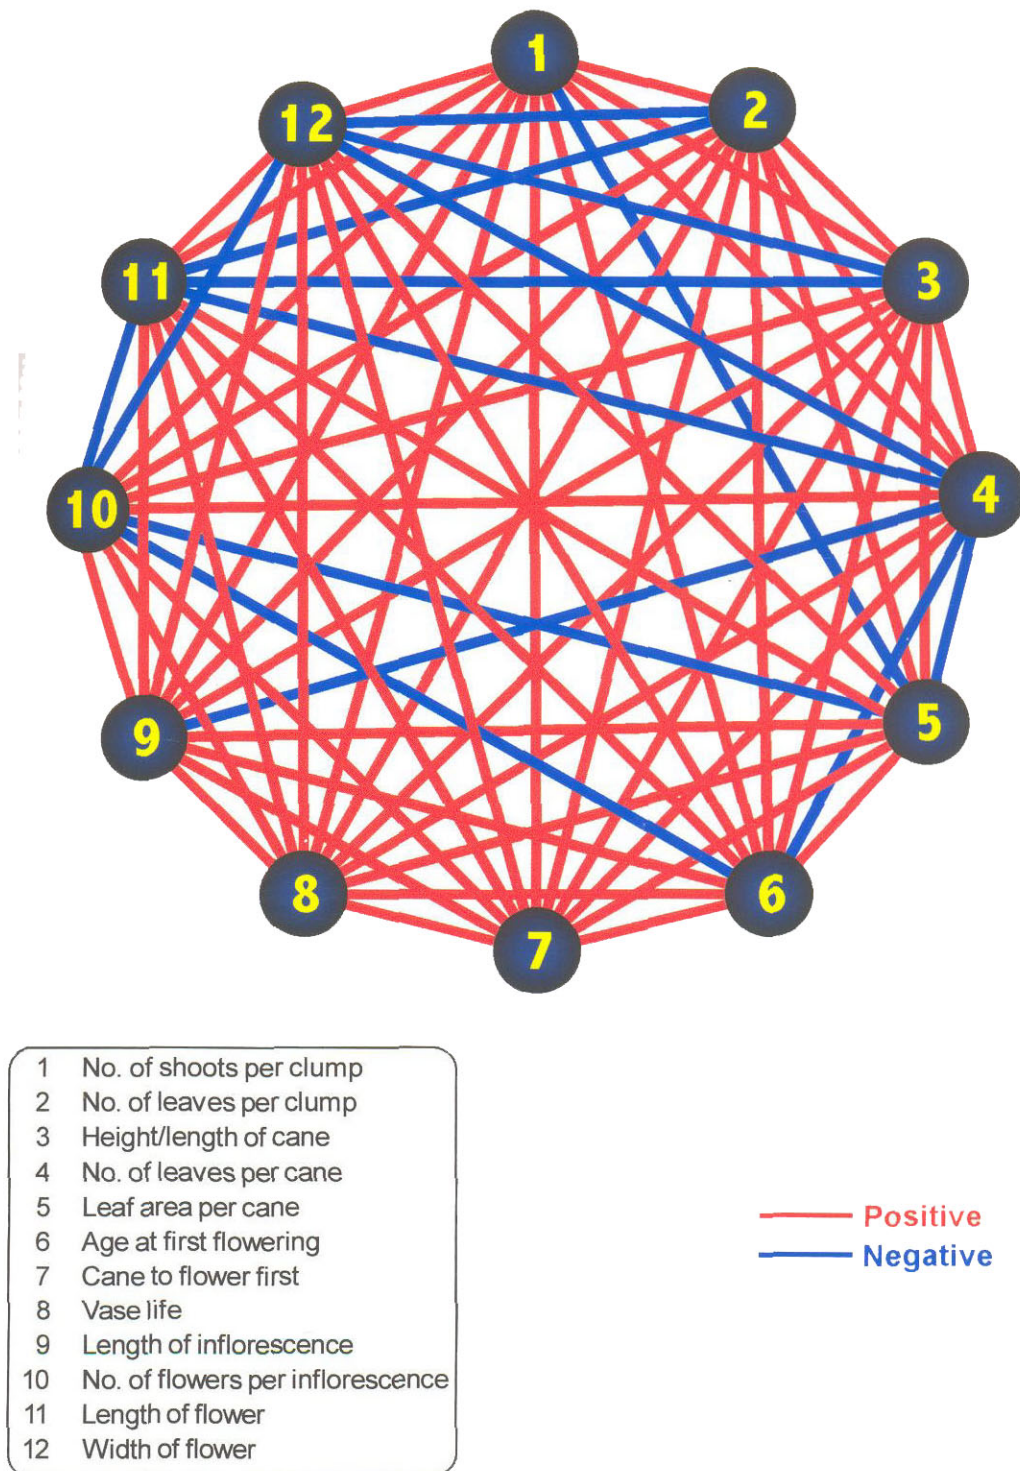 1
2
3
4
5
6
7
8
9
10
11
12
1 No. of shoots per clump
2 No. of leaves per clump
3 Height/length of cane
4 No. of leaves per cane
5 Leaf area per cane
6 Age at first flowering
7 Cane to flower first
8 Vase life
9 Length of inflorescence
10 No. of flowers per inflorescence
11 Length of flower
12 Width of flower
Positive
Negative